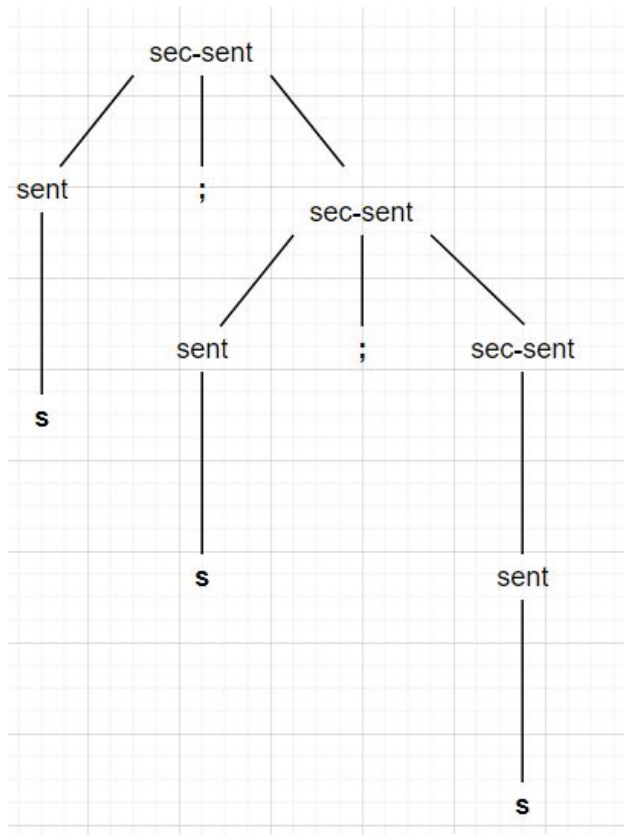 sec-sent
sent ;
sec-sent
sent ; sec-sent
s
s sent
s